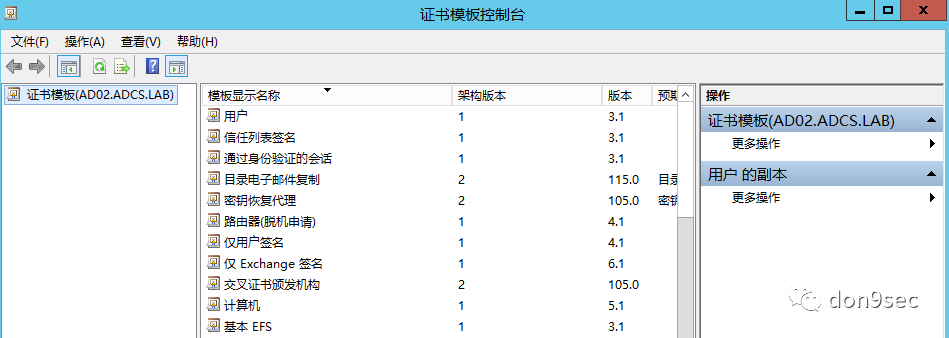 证书模板控制台
文件(F) 操作(A) 查看(V) 帮助(H)
证书模板(AD02.ADCS.LAB)
模板显示名称 架构版本 版本 预期
用户 1 3.1
信任列表签名 1 3.1
通过身份验证的会话 1 3.1
目录电子邮件复制 2 115.0 目录
密钥恢复代理 2 105.0 密钥
路由器(脱机申请) 1 4.1
仅用户签名 1 4.1
仅 Exchange 签名 1 6.1
交叉证书颁发机构 2 105.0
计算机 1 5.1
基本 EFS 1 3.1
操作
证书模板(AD02.ADCS.LAB)
更多操作
用户 的副本
更多操作
don9sec